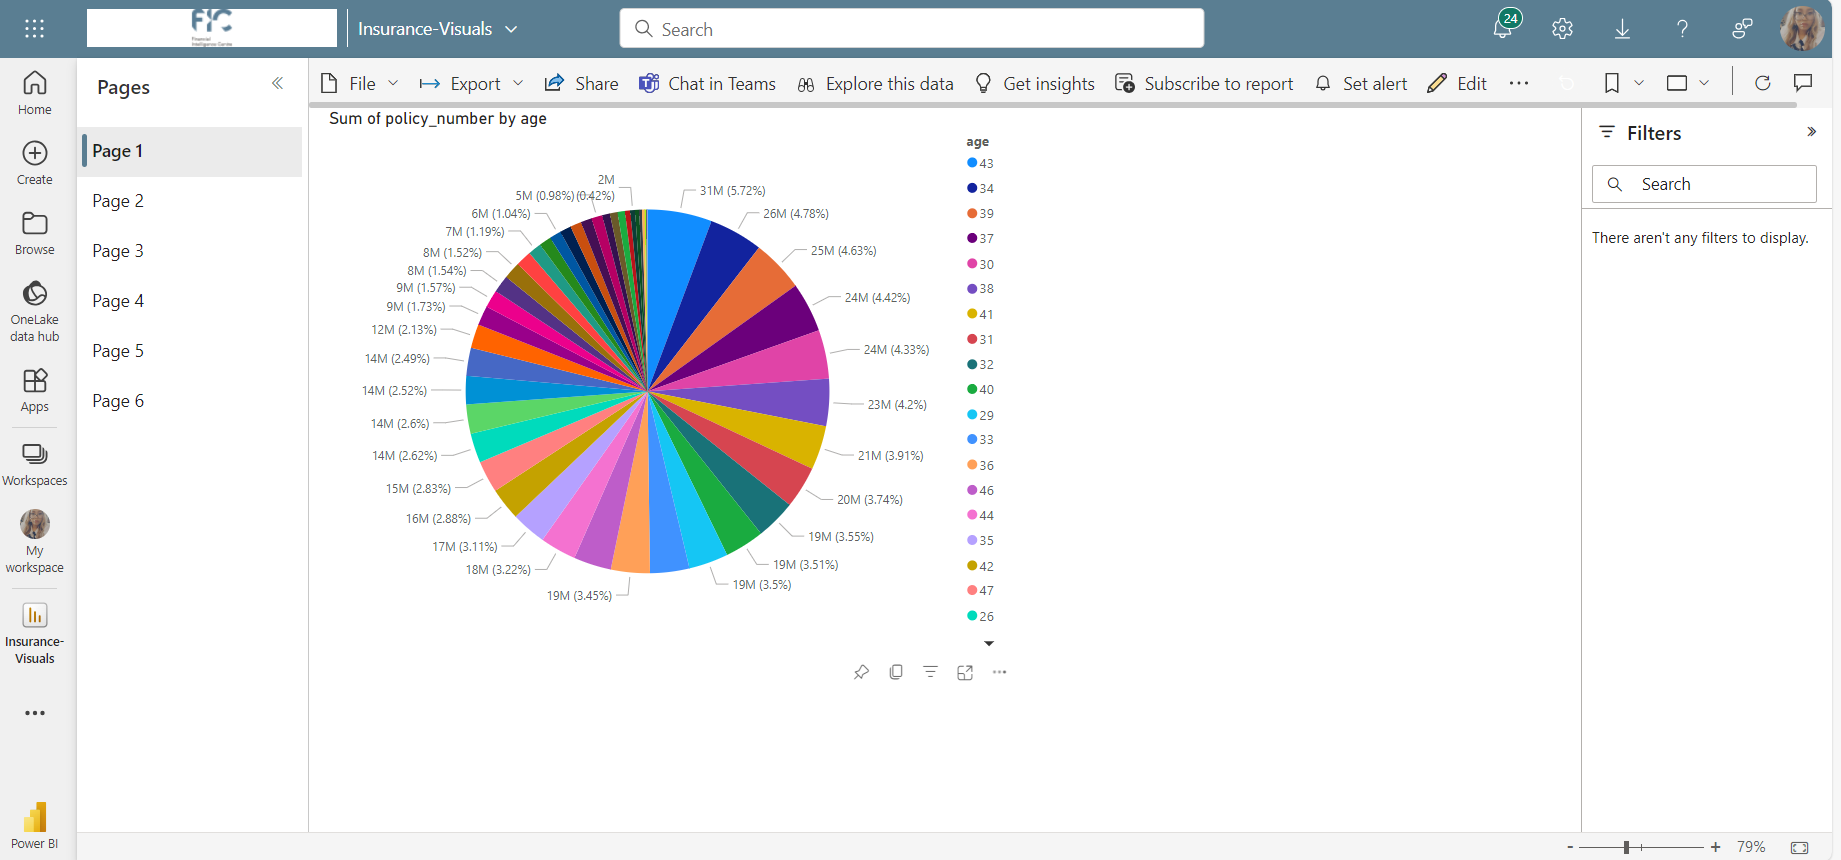 FIC
Financial
Intelligence Centre
Insurance-Visuals
Search
24
Home
Create
Browse
OneLake
data hub
Apps
Workspaces
My
workspace
Insurance-
Visuals
Power BI
Pages
Page 1
Page 2
Page 3
Page 4
Page 5
Page 6
File
Export
Share
Chat in Teams
Explore this data
Get insights
Subscribe to report
Set alert
Edit
Sum of policy_number by age
31M (5.72%)
26M (4.78%)
25M (4.63%)
24M (4.42%)
24M (4.33%)
23M (4.2%)
21M (3.91%)
20M (3.74%)
19M (3.55%)
19M (3.51%)
19M (3.5%)
19M (3.45%)
18M (3.22%)
17M (3.11%)
16M (2.88%)
15M (2.83%)
14M (2.62%)
14M (2.6%)
14M (2.52%)
14M (2.49%)
12M (2.13%)
9M (1.73%)
9M (1.57%)
8M (1.54%)
8M (1.52%)
7M (1.19%)
6M (1.04%)
5M (0.98%)
(0.42%)
2M
age
43
34
39
37
30
38
41
31
32
40
29
33
36
46
44
35
42
47
26
Filters
Search
There aren't any filters to display.
- + 79%